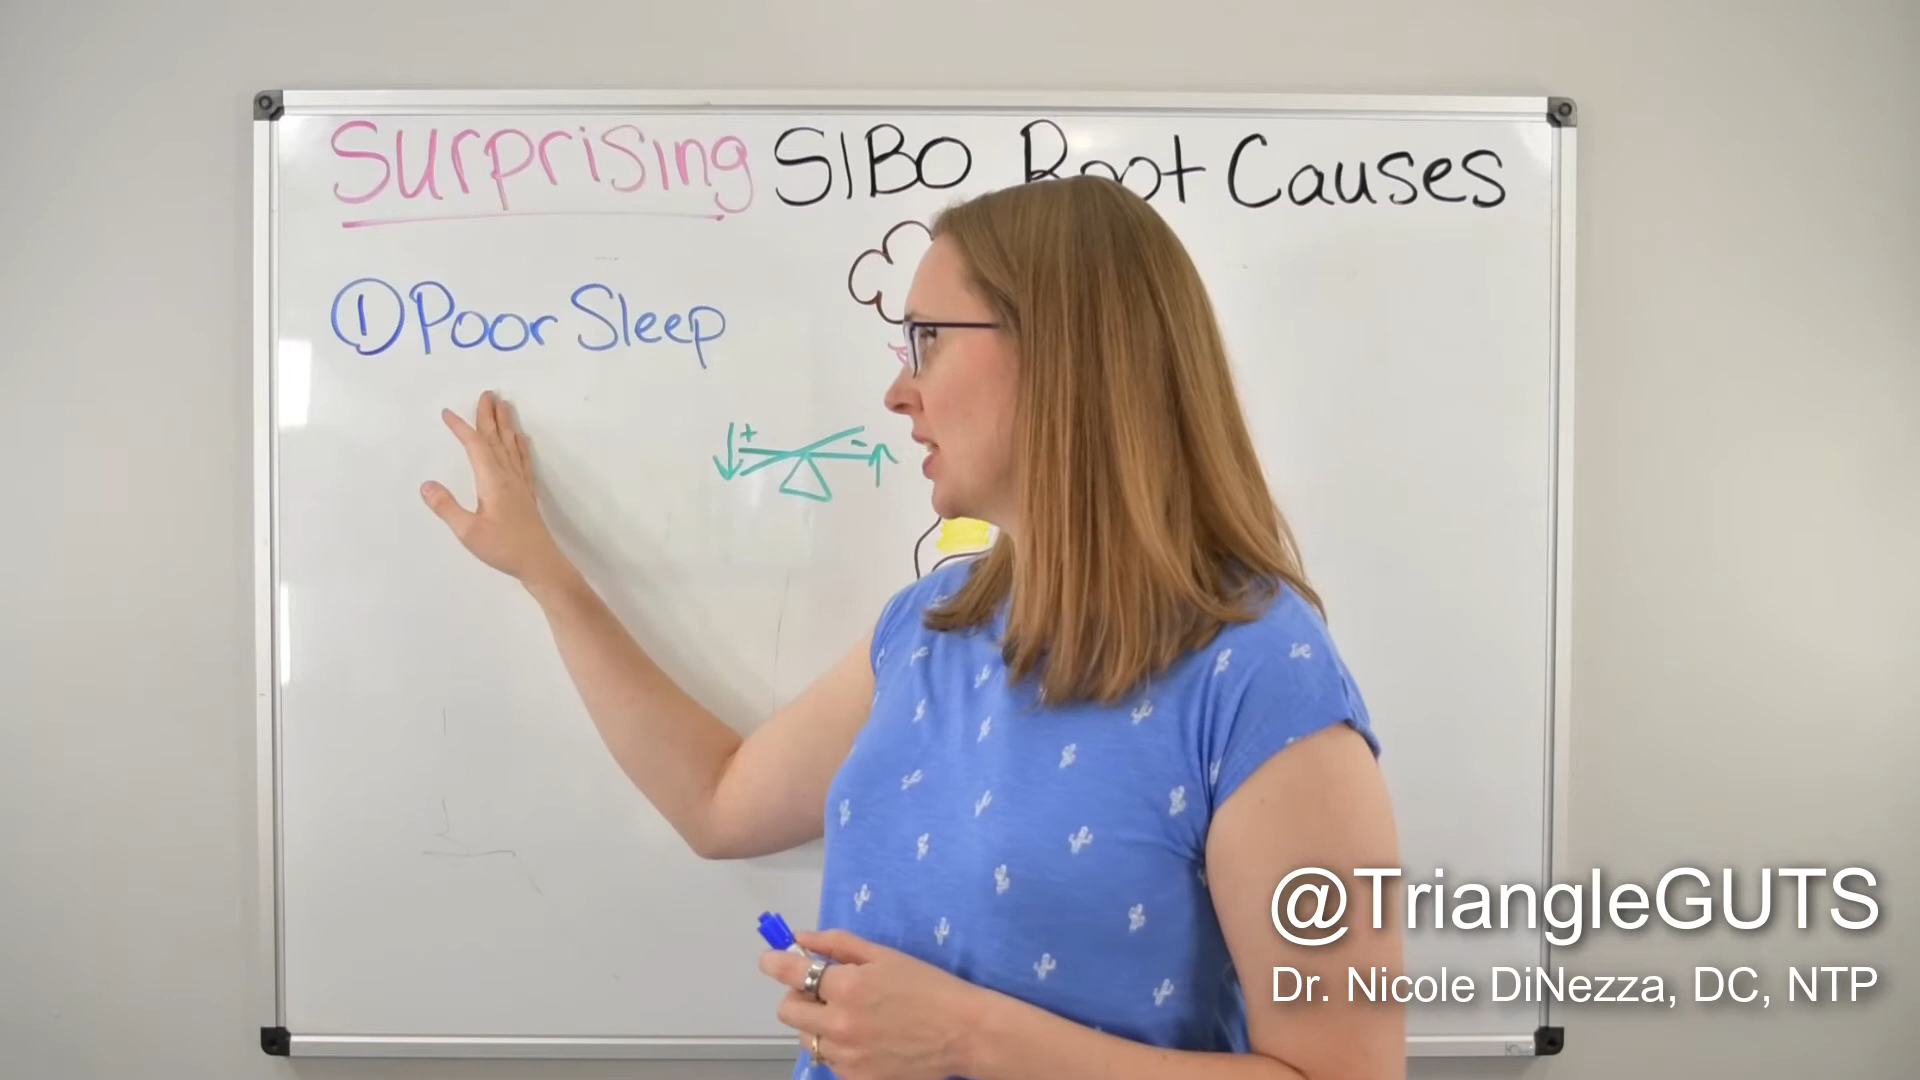 Surprising SIBO Root Causes
① Poor Sleep
+ -
@TriangleGUTS
Dr. Nicole DiNezza, DC, NTP